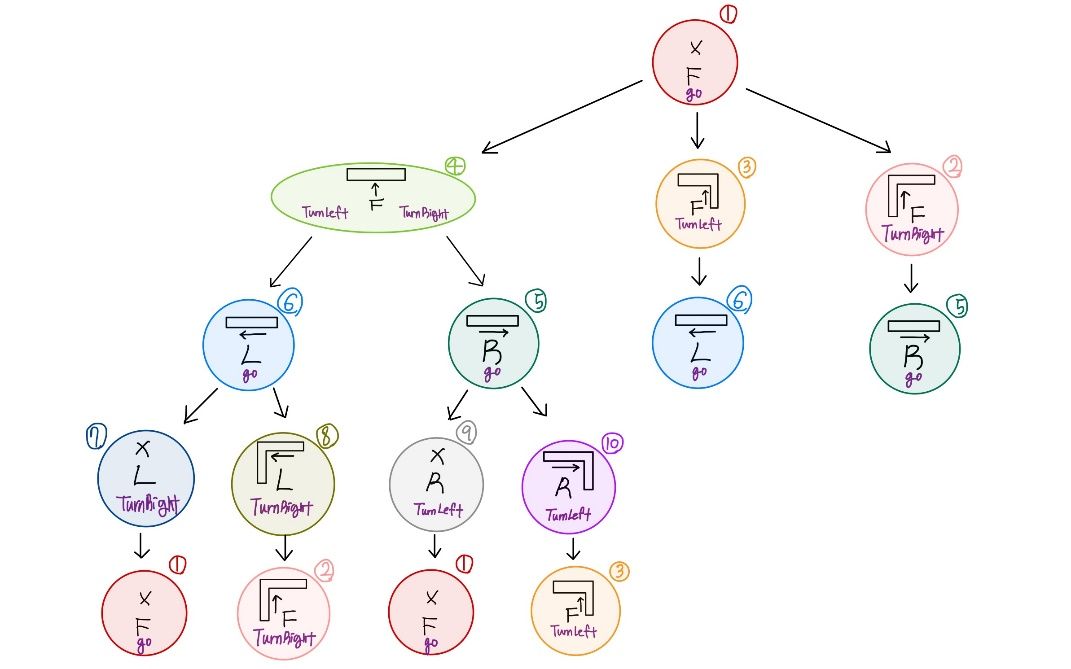 ①
X
F
go
④
F
TurnLeft TurnRight
③
F
TurnLeft
②
F
TurnRight
⑥
L
go
⑤
R
go
⑥
L
go
⑤
R
go
⑦
X
L
TurnRight
⑧
L
TurnRight
⑨
X
R
TurnLeft
⑩
R
TurnLeft
①
X
F
go
②
F
TurnRight
①
X
F
go
③
F
TurnLeft